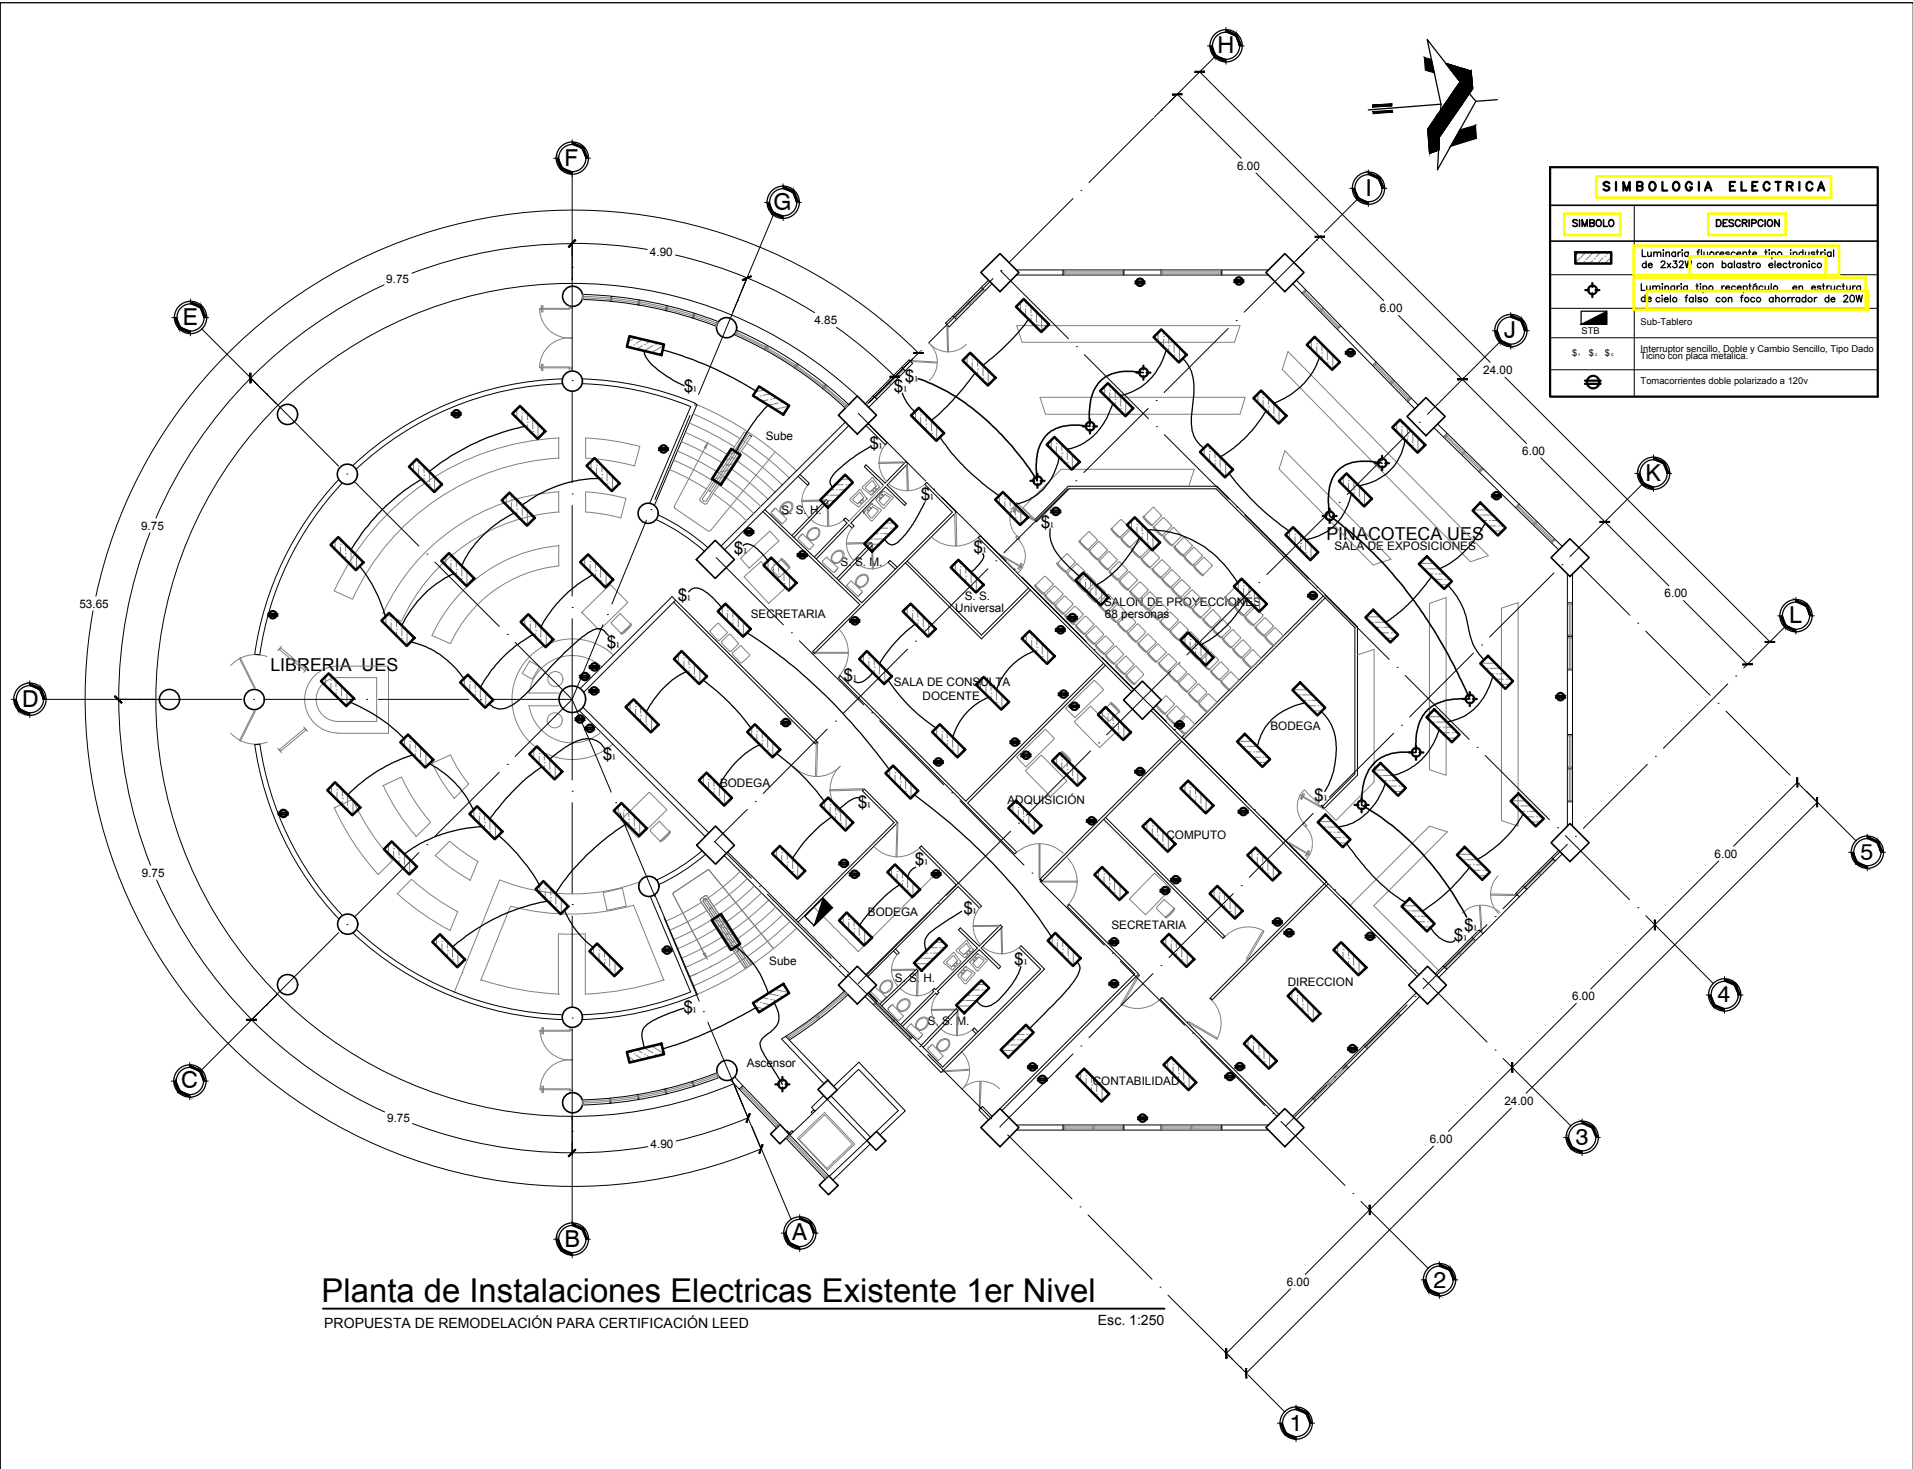 H
6.00
I
F
G
4.90
9.75
6.00
E
4.85
J
24.00
SIMBOLOGIA ELECTRICA
SIMBOLO
DESCRIPCION
Luminaria fluorescente tipo industrial
de 2x32W con balastro electronico
Luminaria tipo receptáculo en estructura
de cielo falso con foco ahorrador de 20W
STB
Sub-Tablero
$₁ $₂ $c
Interruptor sencillo, Doble y Cambio Sencillo, Tipo Dado
Ticino con placa metalica.
Tomacorrientes doble polarizado a 120v
6.00
K
Sube
9.75
S. S. H.
S. S. M.
PINACOTECA UES
SALA DE EXPOSICIONES
53.65
SECRETARIA
S. S.
Universal
SALON DE PROYECCIONES
68 personas
6.00
L
LIBRERIA UES
SALA DE CONSULTA
DOCENTE
D
BODEGA
BODEGA
ADQUISICIÓN
COMPUTO
6.00
5
9.75
BODEGA
SECRETARIA
Sube
S. S. H.
DIRECCION
S. S. M.
6.00
4
C
Ascensor
CONTABILIDAD
9.75
4.90
24.00
6.00
3
B
A
6.00
2
Planta de Instalaciones Electricas Existente 1er Nivel
PROPUESTA DE REMODELACIÓN PARA CERTIFICACIÓN LEED
Esc. 1:250
1